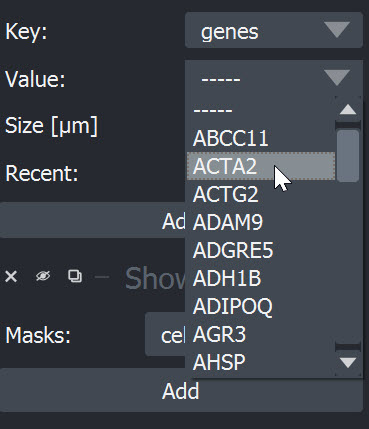 Key: genes
Value: -----
-----
ABCC11
Size [µm]
ACTA2
Recent:
ACTG2
ADAM9
Ad
ADGRE5
Show
ADH1B
ADIPOQ
Masks: cel
AGR3
AHSP
Add